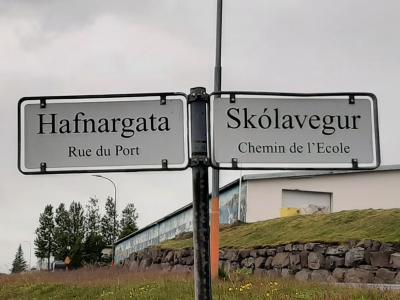 Hafnargata
Rue du Port
Skólavegur
Chemin de l'Ecole